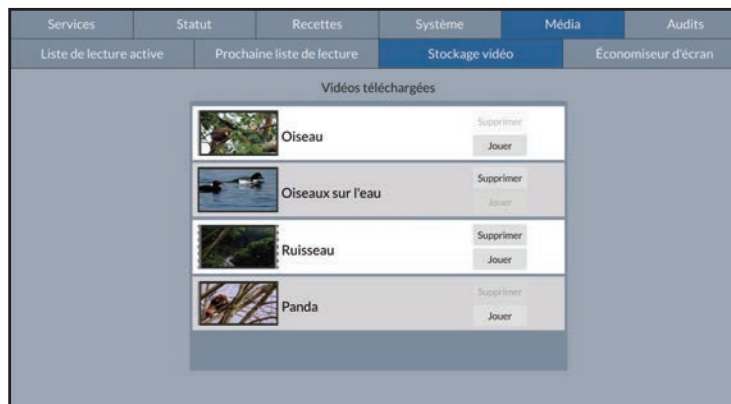 Services Statut Recettes Système Média Audits
Liste de lecture active Prochaine liste de lecture Stockage vidéo Économiseur d'écran
Vidéos téléchargées
Supprimer
Oiseau
Jouer
Supprimer
Oiseaux sur l'eau
Jouer
Supprimer
Ruisseau
Jouer
Supprimer
Panda
Jouer